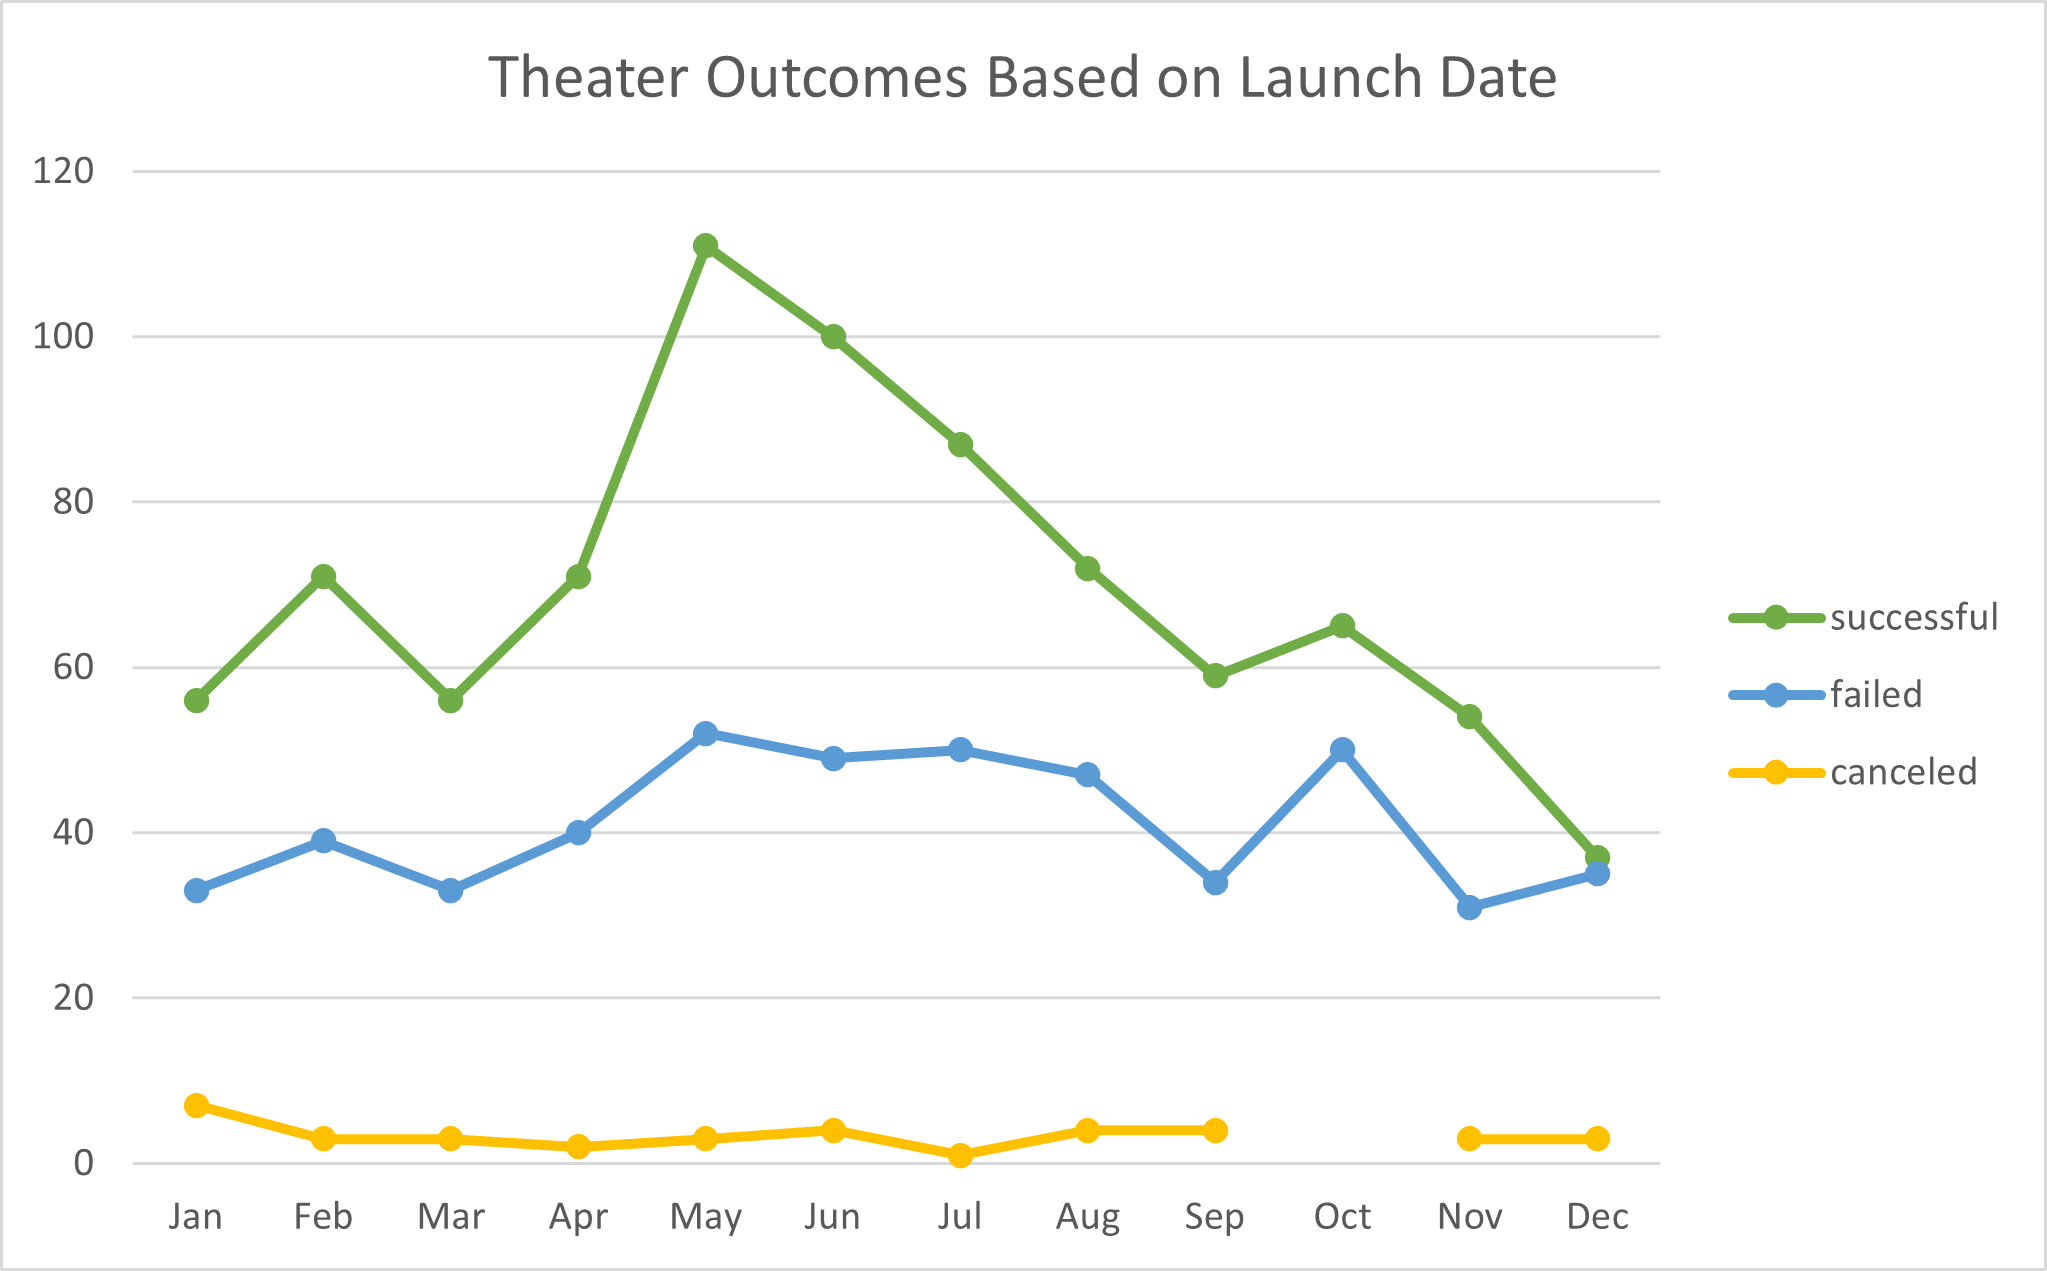 Theater Outcomes Based on Launch Date
120
100
80
60
40
20
0
Jan Feb Mar Apr May Jun Jul Aug Sep Oct Nov Dec
successful
failed
canceled